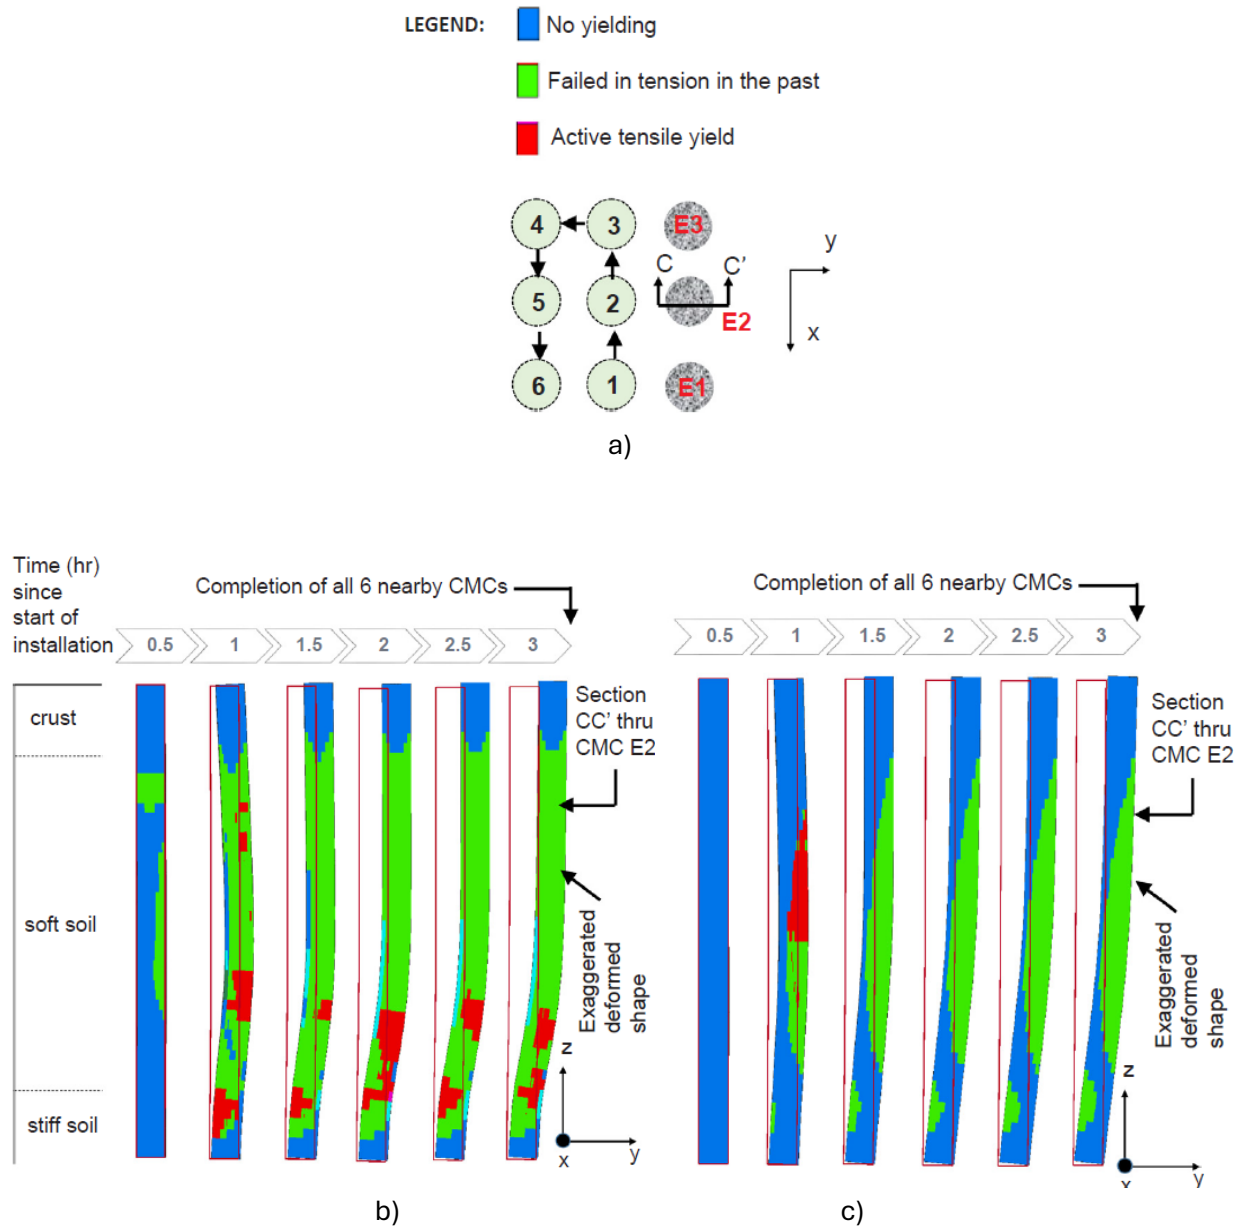 LEGEND:
No yielding
Failed in tension in the past
Active tensile yield
4
3
E3
C
C'
y
5
2
E2
x
6
1
E1
a)
Time (hr)
since
start of
installation
Completion of all 6 nearby CMCs
0.5
1
1.5
2
2.5
3
crust
soft soil
stiff soil
Section
CC' thru
CMC E2
Exaggerated
deformed
shape
z
x
y
b)
Completion of all 6 nearby CMCs
0.5
1
1.5
2
2.5
3
Section
CC' thru
CMC E2
Exaggerated
deformed
shape
z
x
y
c)